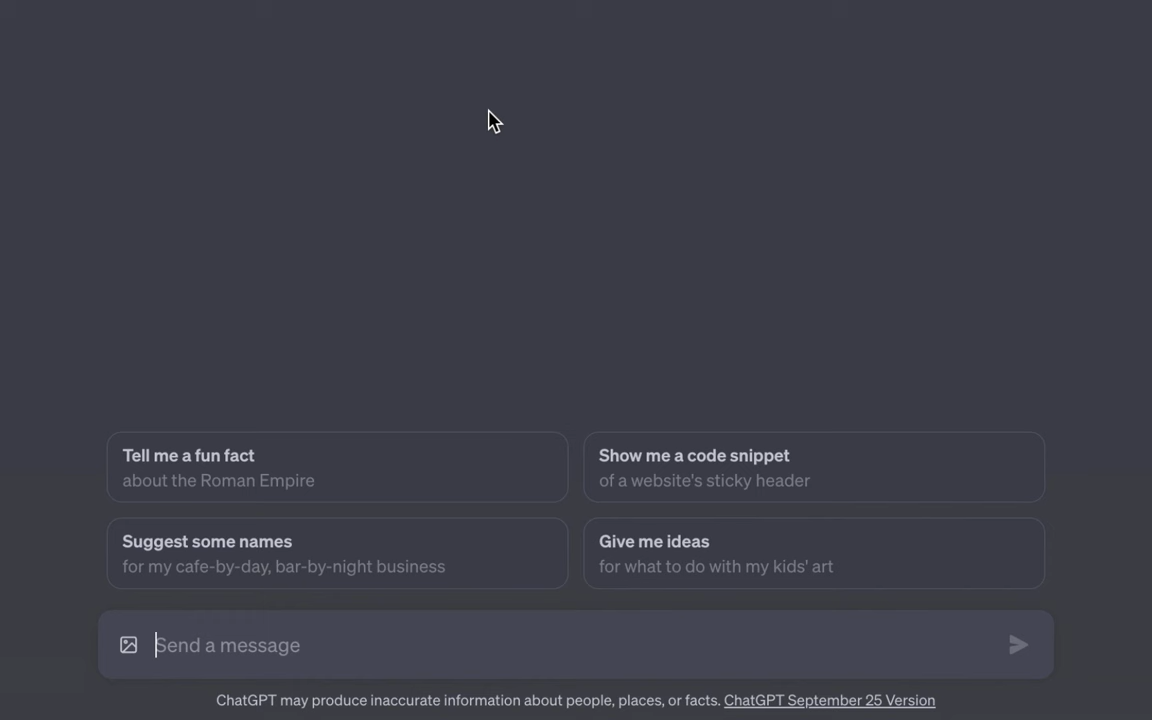 Tell me a fun fact
about the Roman Empire
Show me a code snippet
of a website's sticky header
Suggest some names
for my cafe-by-day, bar-by-night business
Give me ideas
for what to do with my kids' art
Send a message
ChatGPT may produce inaccurate information about people, places, or facts. ChatGPT September 25 Version